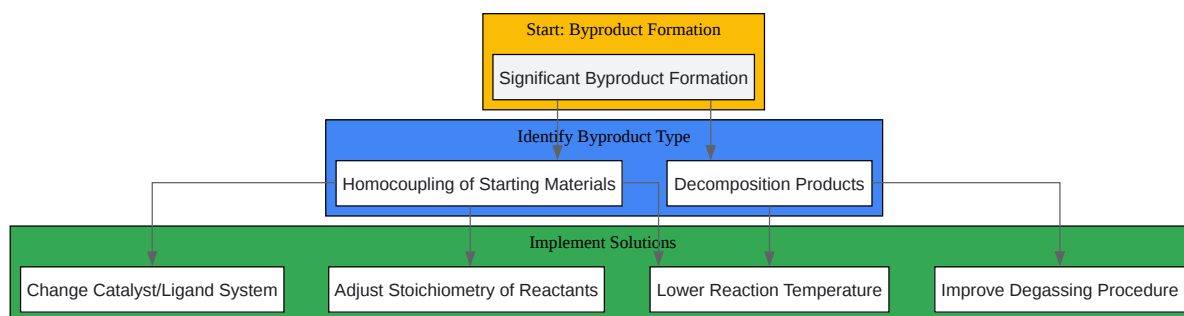 Start: Byproduct Formation
Significant Byproduct Formation
Identify Byproduct Type
Homocoupling of Starting Materials
Decomposition Products
Implement Solutions
Change Catalyst/Ligand System
Adjust Stoichiometry of Reactants
Lower Reaction Temperature
Improve Degassing Procedure